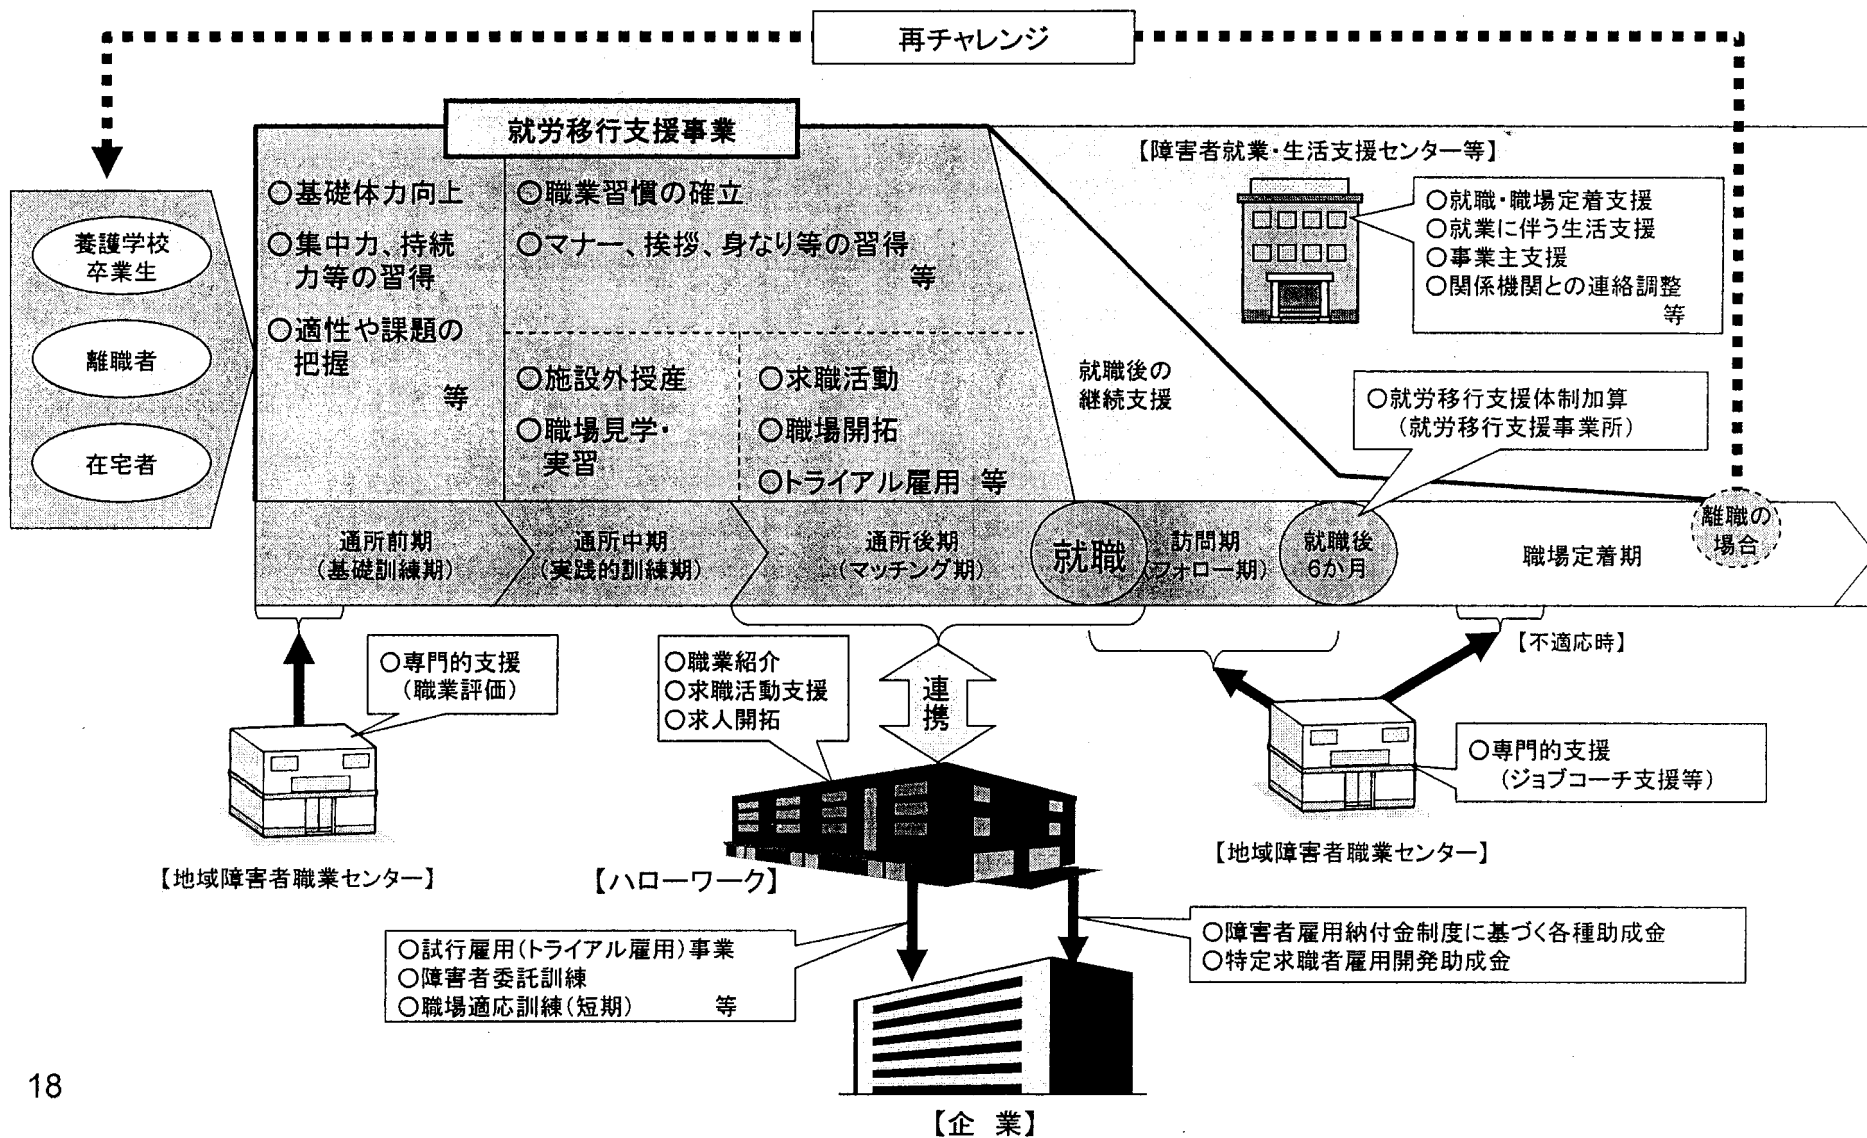 再チャレンジ
就労移行支援事業
養護学校
卒業生
離職者
在宅者
○基礎体力向上
○集中力、持続
力等の習得
○適性や課題の
把握
等
○職業習慣の確立
○マナー、挨拶、身なり等の習得
等
○施設外授産
○職場見学・
実習
○求職活動
○職場開拓
○トライアル雇用 等
就職後の
継続支援
【障害者就業・生活支援センター等】
○就職・職場定着支援
○就業に伴う生活支援
○事業主支援
○関係機関との連絡調整
等
○就労移行支援体制加算
(就労移行支援事業所)
通所前期
(基礎訓練期)
通所中期
(実践的訓練期)
通所後期
(マッチング期)
就職
訪問期
(フォロー期)
就職後
6か月
職場定着期
離職の
場合
○専門的支援
(職業評価)
【地域障害者職業センター】
○職業紹介
○求職活動支援
○求人開拓
連携
【ハローワーク】
【不適応時】
○専門的支援
(ジョブコーチ支援等)
【地域障害者職業センター】
○試行雇用(トライアル雇用)事業
○障害者委託訓練
○職場適応訓練(短期) 等
○障害者雇用納付金制度に基づく各種助成金
○特定求職者雇用開発助成金
【企 業】
18